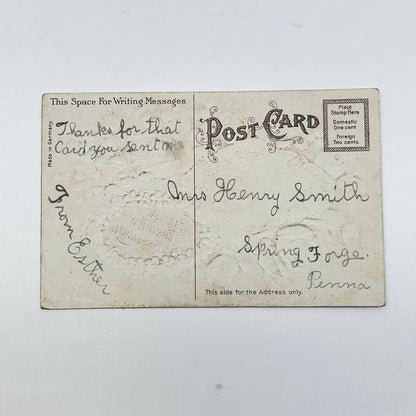 This Space For Writing Messages
POST CARD
Place
Stamp Here
Domestic
One cent
Foreign
Two cents.
Made in Germany
Thanks for that
Card you sent me
From Esther
Mrs Henry Smith
Spring Forge.
Penna
This side for the Address only.